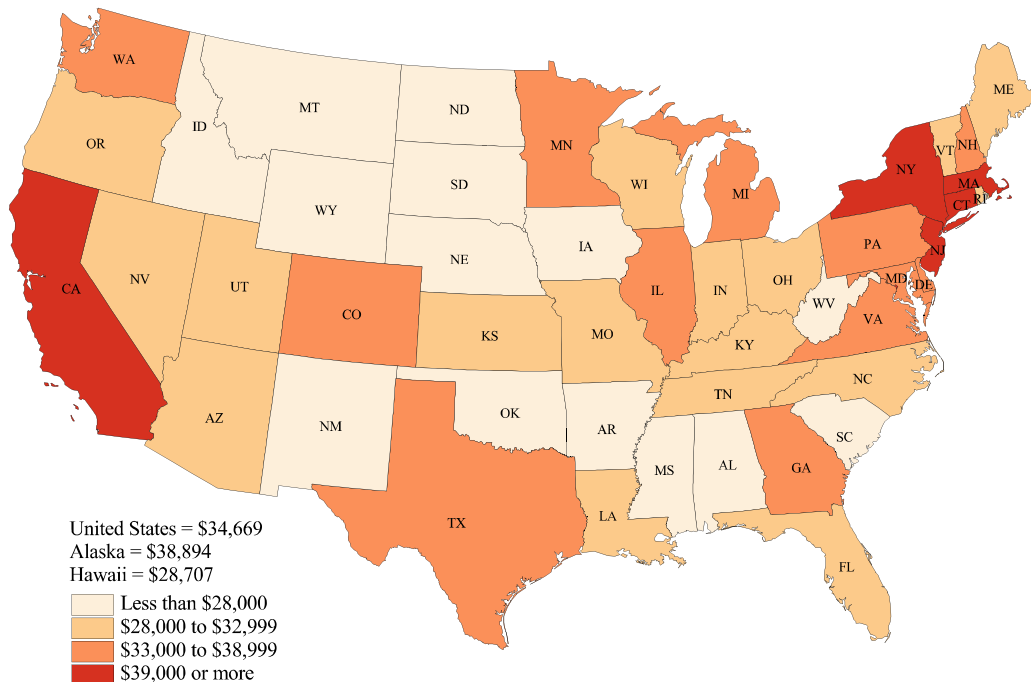 WA
MT
ND
ME
ID
OR
MN
VT
NH
SD
WI
NY
MA
MI
RI
CT
WY
IA
PA
NJ
NE
NV
UT
IL
IN
OH
MD
DE
CA
CO
WV
VA
KS
MO
KY
NC
TN
AZ
NM
OK
AR
SC
MS
AL
GA
TX
LA
FL
United States = $34,669
Alaska = $38,894
Hawaii = $28,707
Less than $28,000
$28,000 to $32,999
$33,000 to $38,999
$39,000 or more